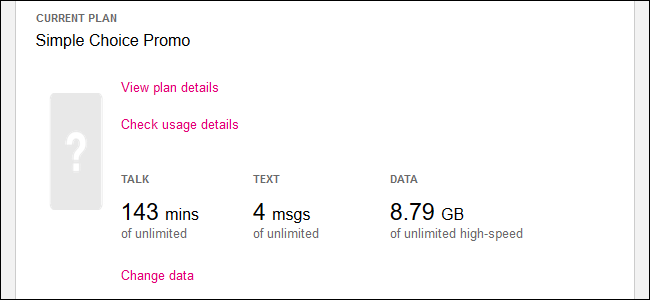 CURRENT PLAN
Simple Choice Promo
View plan details
?
Check usage details
TALK TEXT DATA
143 mins 4 msgs 8.79 GB
of unlimited of unlimited of unlimited high-speed
Change data